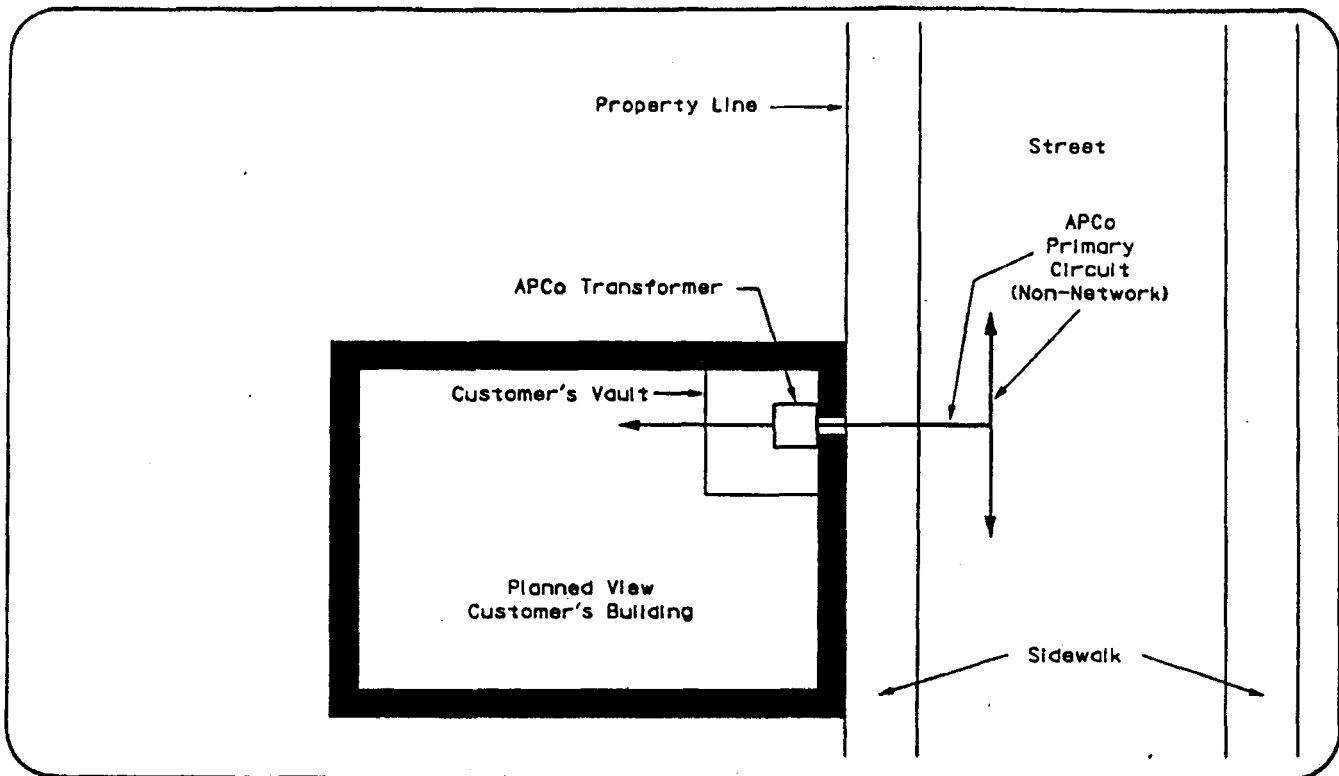 Property Line
Street
APCo
Primary
Circuit
(Non-Network)
APCo Transformer
Customer's Vault
Planned View
Customer's Building
Sidewalk